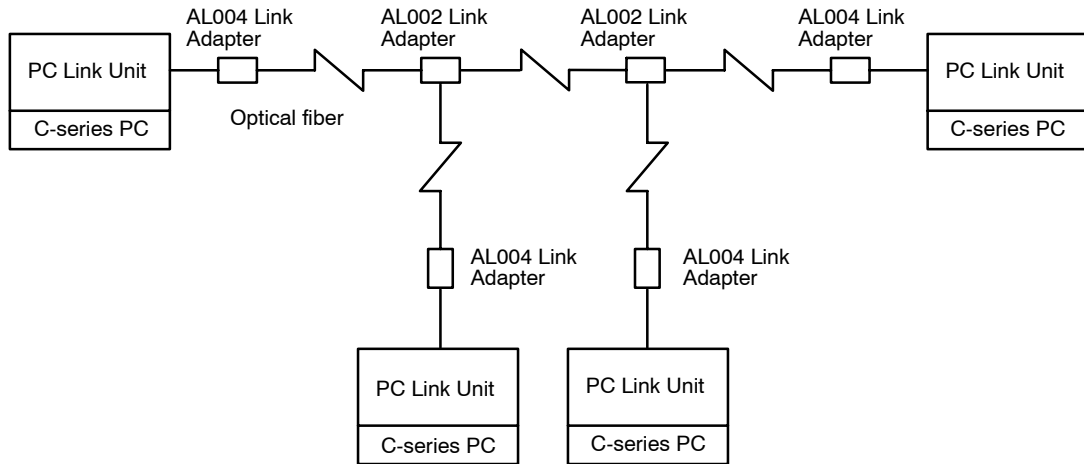 AL004 Link
Adapter
AL002 Link
Adapter
AL002 Link
Adapter
AL004 Link
Adapter
PC Link Unit
C-series PC
Optical fiber
PC Link Unit
C-series PC
AL004 Link
Adapter
AL004 Link
Adapter
PC Link Unit
C-series PC
PC Link Unit
C-series PC